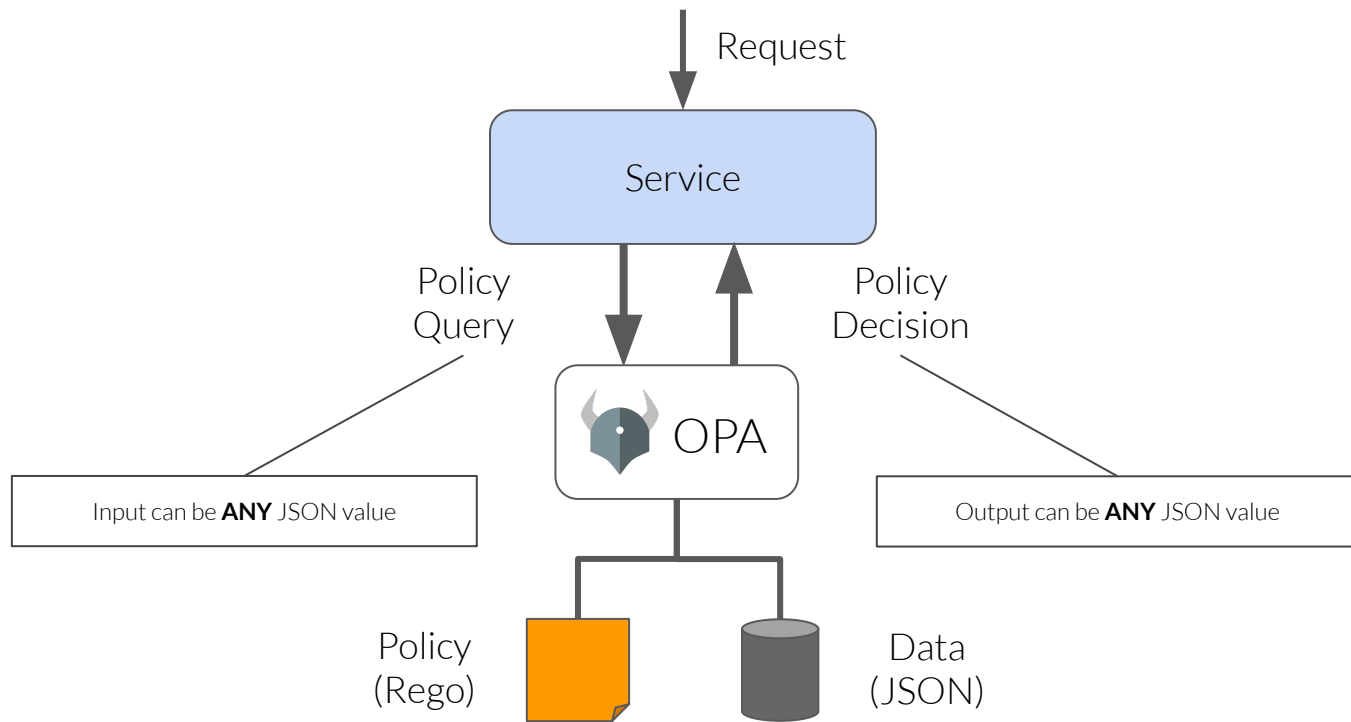 Request
Service
Policy
Query
Policy
Decision
OPA
Input can be ANY JSON value
Output can be ANY JSON value
Policy
(Rego)
Data
(JSON)